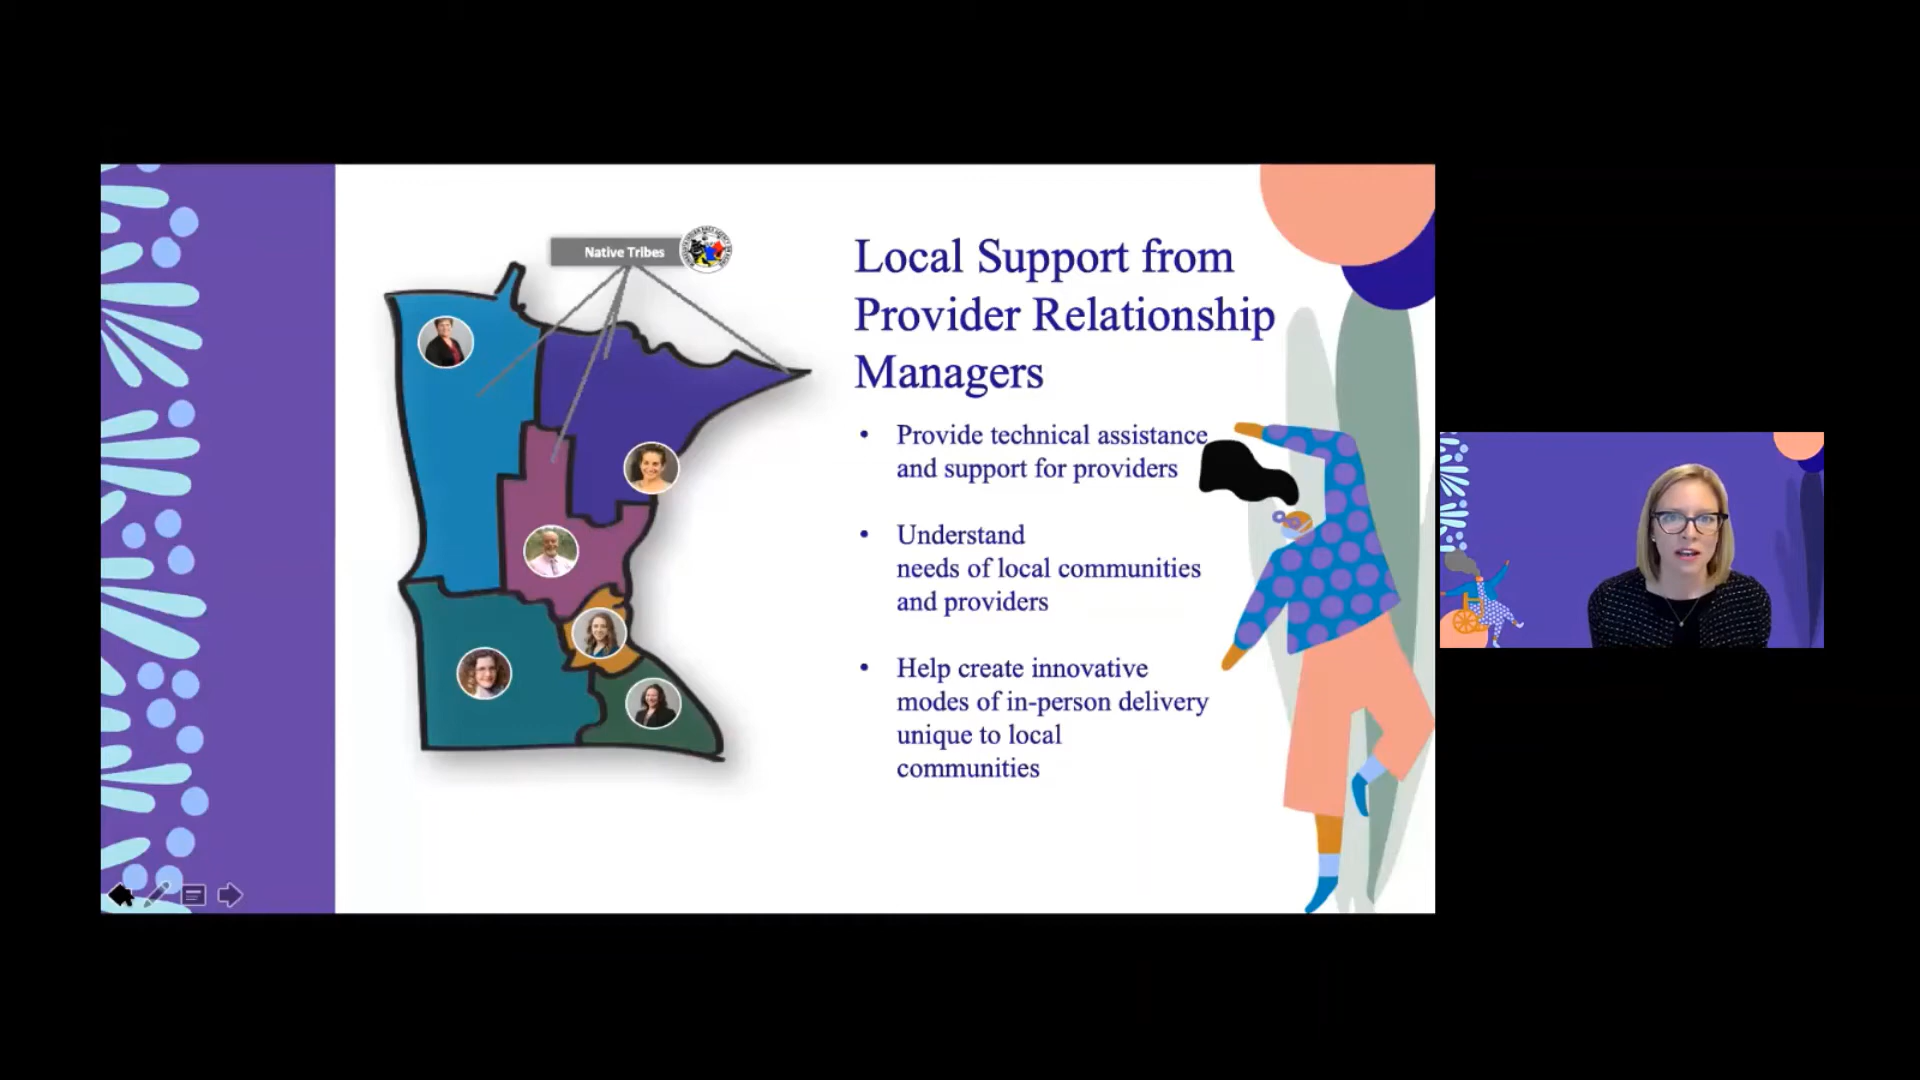 Native Tribes
Local Support from
Provider Relationship
Managers
• Provide technical assistance
and support for providers
• Understand
needs of local communities
and providers
• Help create innovative
modes of in-person delivery
unique to local
communities